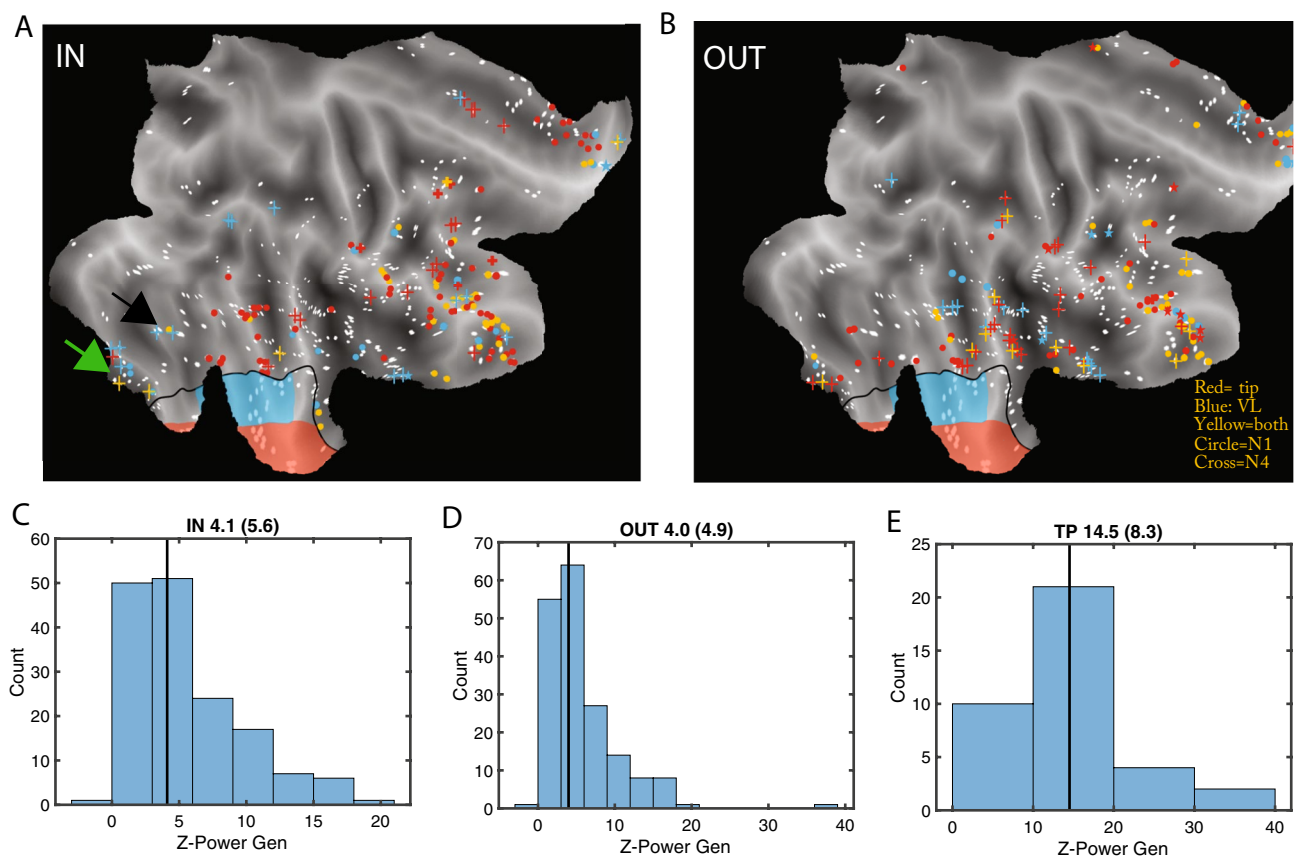 A
IN
B
OUT
Red= tip
Blue: VL
Yellow=both
Circle=N1
Cross=N4
C
IN 4.1 (5.6)
60
50
40
30
20
10
0
Count
0 5 10 15 20
Z-Power Gen
D
OUT 4.0 (4.9)
70
60
50
40
30
20
10
0
Count
0 10 20 30 40
Z-Power Gen
E
TP 14.5 (8.3)
25
20
15
10
5
0
Count
0 10 20 30 40
Z-Power Gen